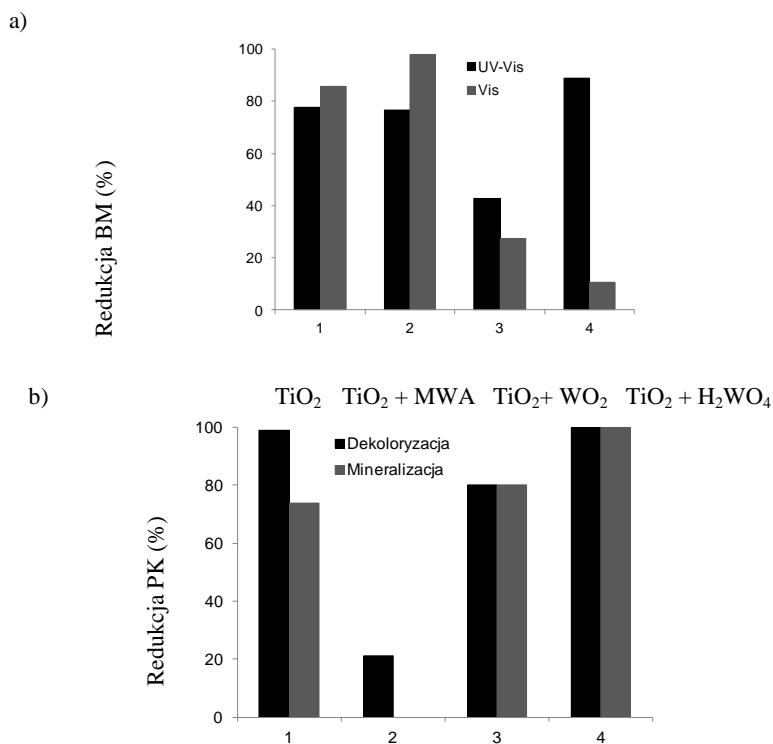 a)
100
80
60
40
20
0
Redukcja BM (%)
UV-Vis
Vis
1 2 3 4
b)
TiO₂ TiO₂ + MWA TiO₂+ WO₂ TiO₂ + H₂WO₄
100
80
60
40
20
0
Redukcja PK (%)
Dekoloryzacja
Mineralizacja
1 2 3 4